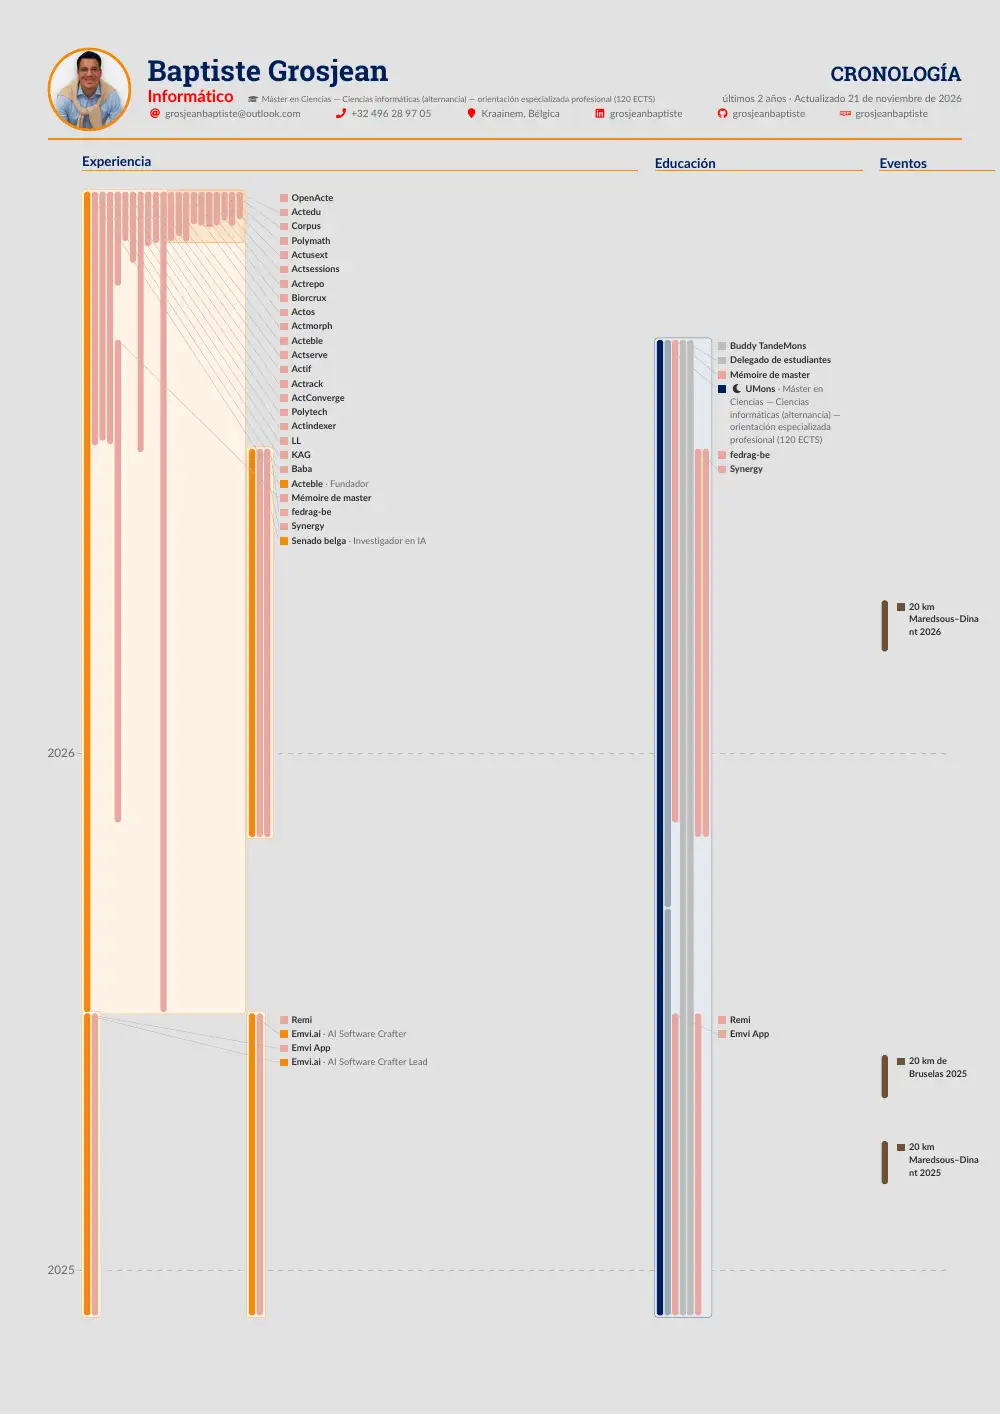 Baptiste Grosjean
CRONOLOGÍA
Informático
Máster en Ciencias — Ciencias informáticas (alternancia) — orientación especializada profesional (120 ECTS)
últimos 2 años · Actualizado 21 de noviembre de 2026
grosjeanbaptiste@outlook.com
+32 496 28 97 05
Kraainem, Bélgica
grosjeanbaptiste
grosjeanbaptiste
grosjeanbaptiste
Experiencia
OpenActe
Actedu
Corpus
Polymath
Actusext
Actsessions
Actrepo
Biorcrux
Actos
Actmorph
Acteble
Actserve
Actif
Actrack
ActConverge
Polytech
Actindexer
LL
KAG
Baba
Acteble · Fundador
Mémoire de master
fedrag-be
Synergy
Senado belga · Investigador en IA
Remi
Emvi.ai · AI Software Crafter
Emvi App
Emvi.ai · AI Software Crafter Lead
Educación
Buddy TandeMons
Delegado de estudiantes
Mémoire de master
UMons · Máster en
Ciencias — Ciencias
informáticas (alternancia) —
orientación especializada
profesional (120 ECTS)
fedrag-be
Synergy
Remi
Emvi App
Eventos
20 km
Maredsous–Dina
nt 2026
20 km de
Bruselas 2025
20 km
Maredsous–Dina
nt 2025
2026
2025